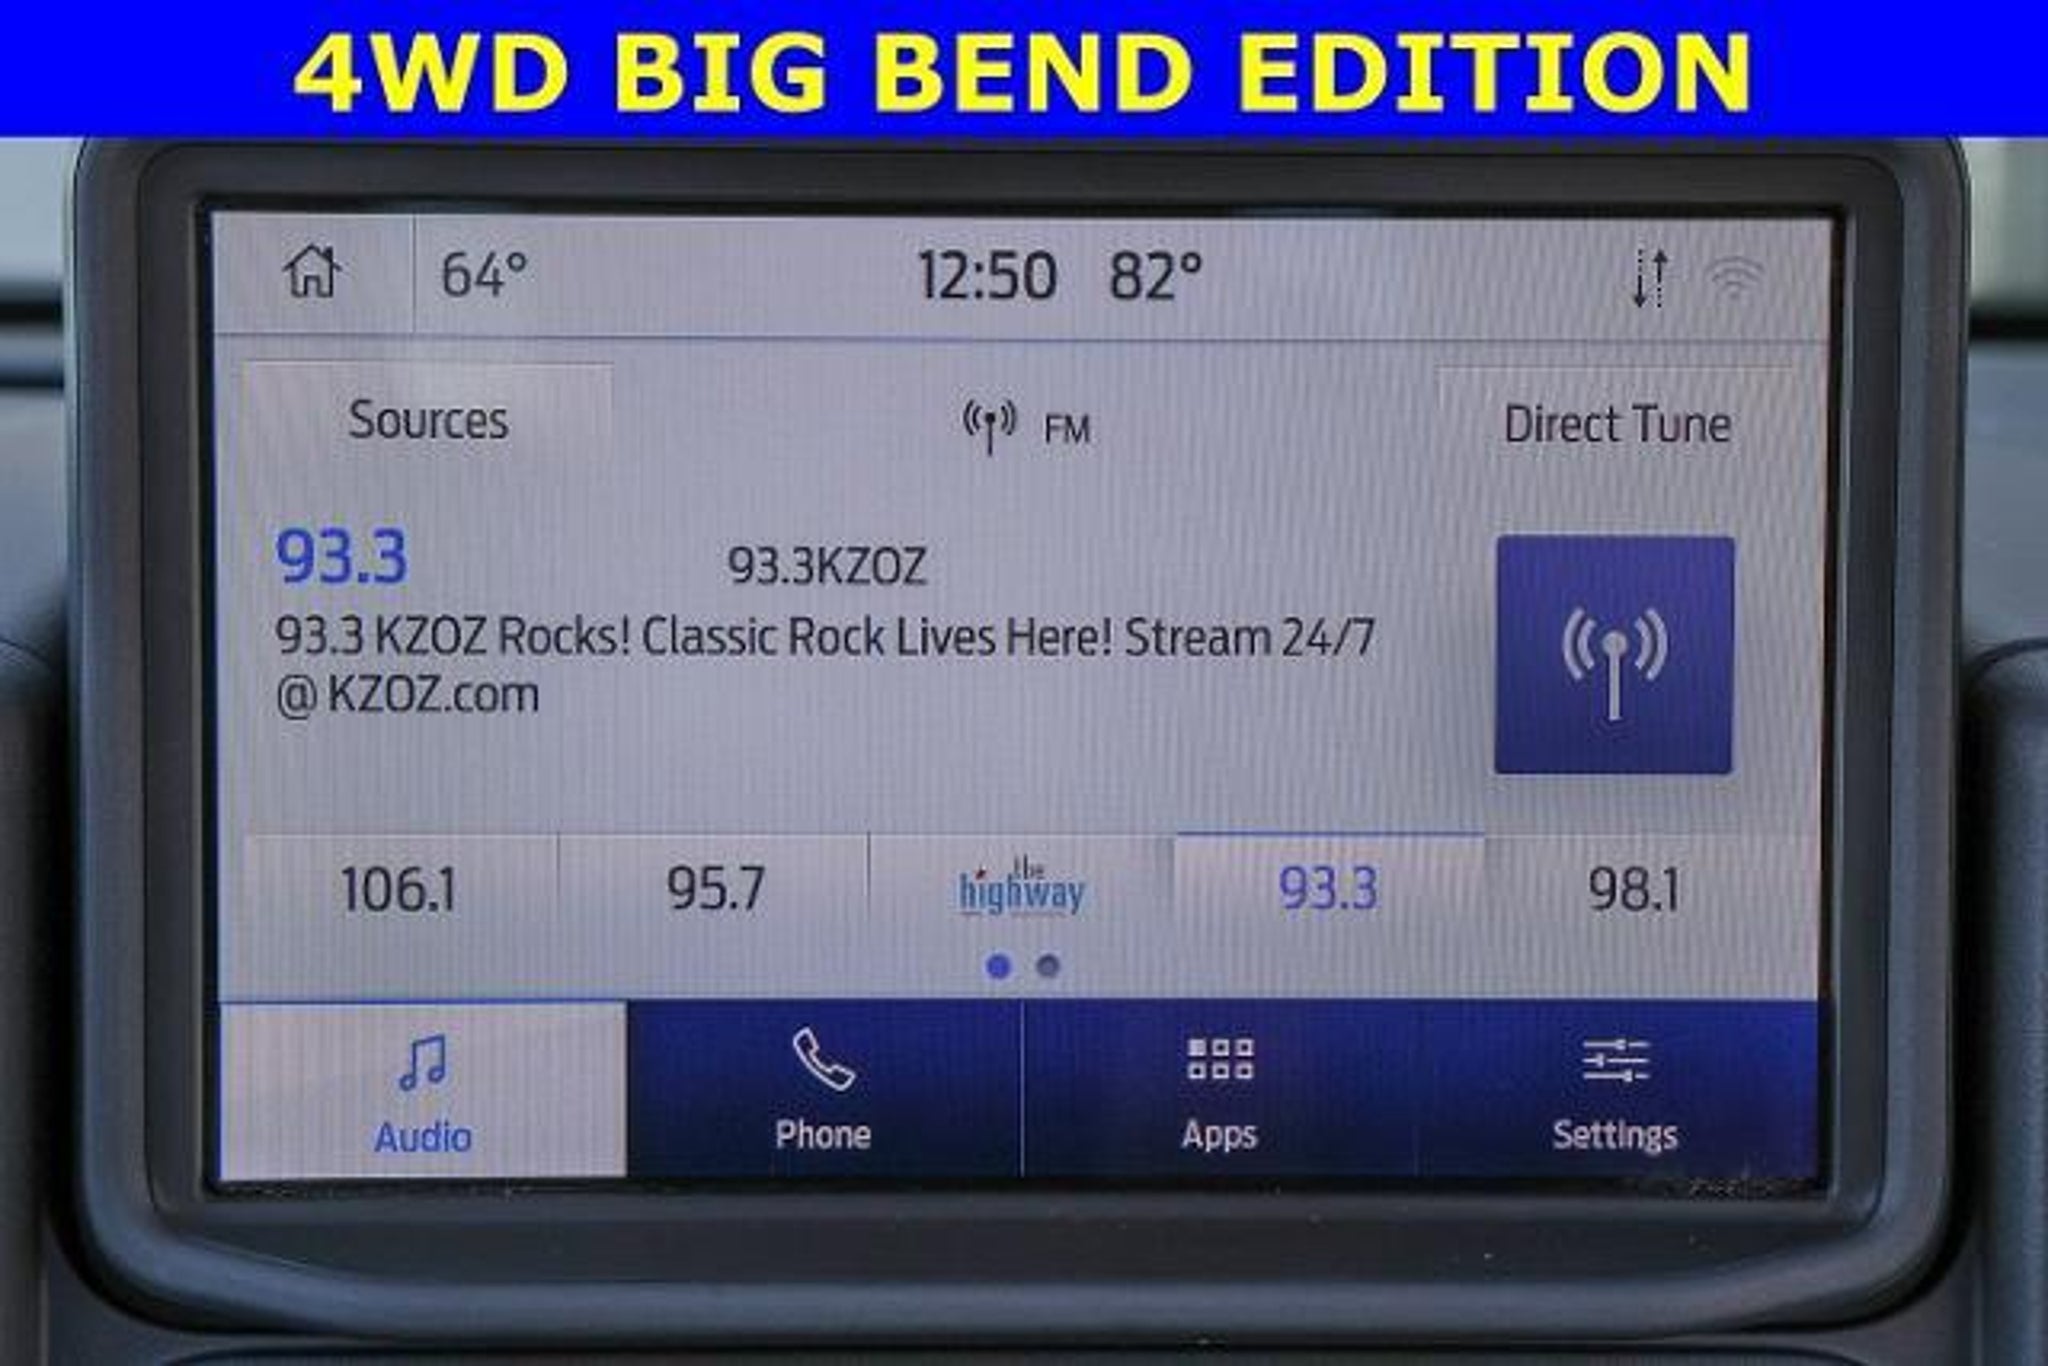 4WD BIG BEND EDITION
64° 12:50 82°
Sources FM Direct Tune
93.3 93.3KZOZ
93.3 KZOZ Rocks! Classic Rock Lives Here! Stream 24/7
@ KZOZ.com
106.1 95.7 the highway 93.3 98.1
Audio Phone Apps Settings